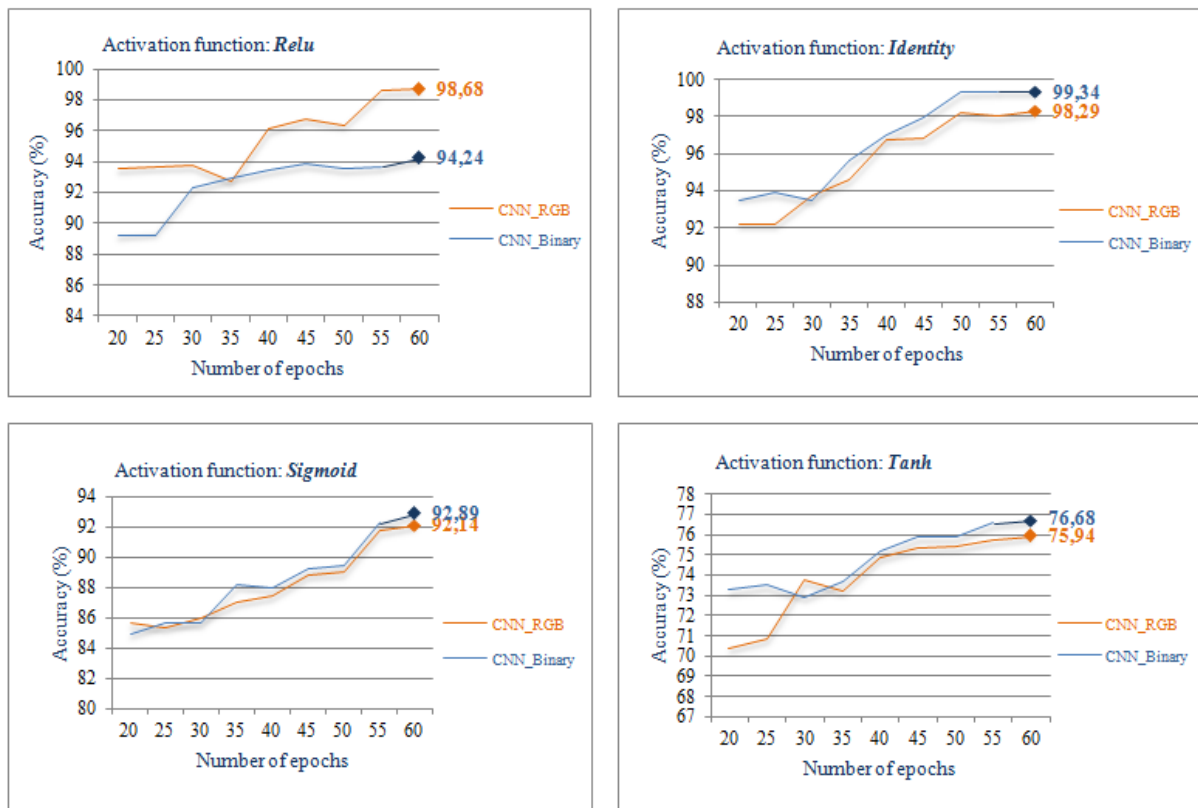 Activation function: Relu
100
98
96
94
92
90
88
86
84
Accuracy (%)
98,68
94,24
CNN_RGB
CNN_Binary
20 25 30 35 40 45 50 55 60
Number of epochs
Activation function: Identity
100
98
96
94
92
90
88
Accuracy (%)
99,34
98,29
CNN_RGB
CNN_Binary
20 25 30 35 40 45 50 55 60
Number of epochs
Activation function: Sigmoid
94
92
90
88
86
84
82
80
Accuracy (%)
92,89
92,14
CNN_RGB
CNN_Binary
20 25 30 35 40 45 50 55 60
Number of epochs
Activation function: Tanh
78
77
76
75
74
73
72
71
70
69
68
67
Accuracy (%)
76,68
75,94
CNN_RGB
CNN_Binary
20 25 30 35 40 45 50 55 60
Number of epochs